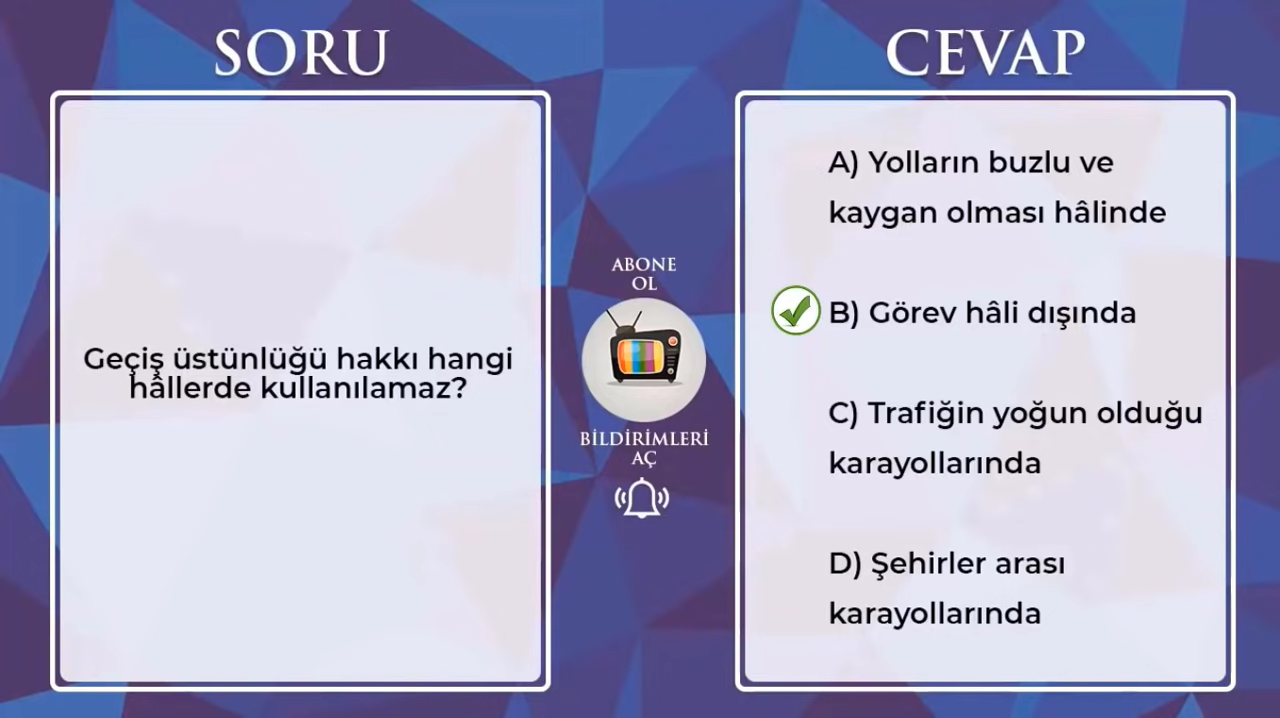 SORU
Geçiş üstünlüğü hakkı hangi
hâllerde kullanılamaz?
ABONE
OL
BİLDİRİMLERİ
AÇ
CEVAP
A) Yolların buzlu ve
kaygan olması hâlinde
B) Görev hâli dışında
C) Trafiğin yoğun olduğu
karayollarında
D) Şehirler arası
karayollarında